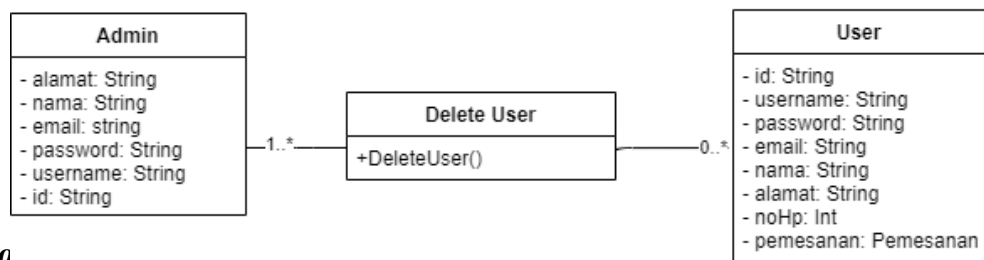 Admin
- alamat: String
- nama: String
- email: string
- password: String
- username: String
- id: String
1..*
Delete User
+DeleteUser()
0..*
User
- id: String
- username: String
- password: String
- email: String
- nama: String
- alamat: String
- noHp: Int
- pemesanan: Pemesanan